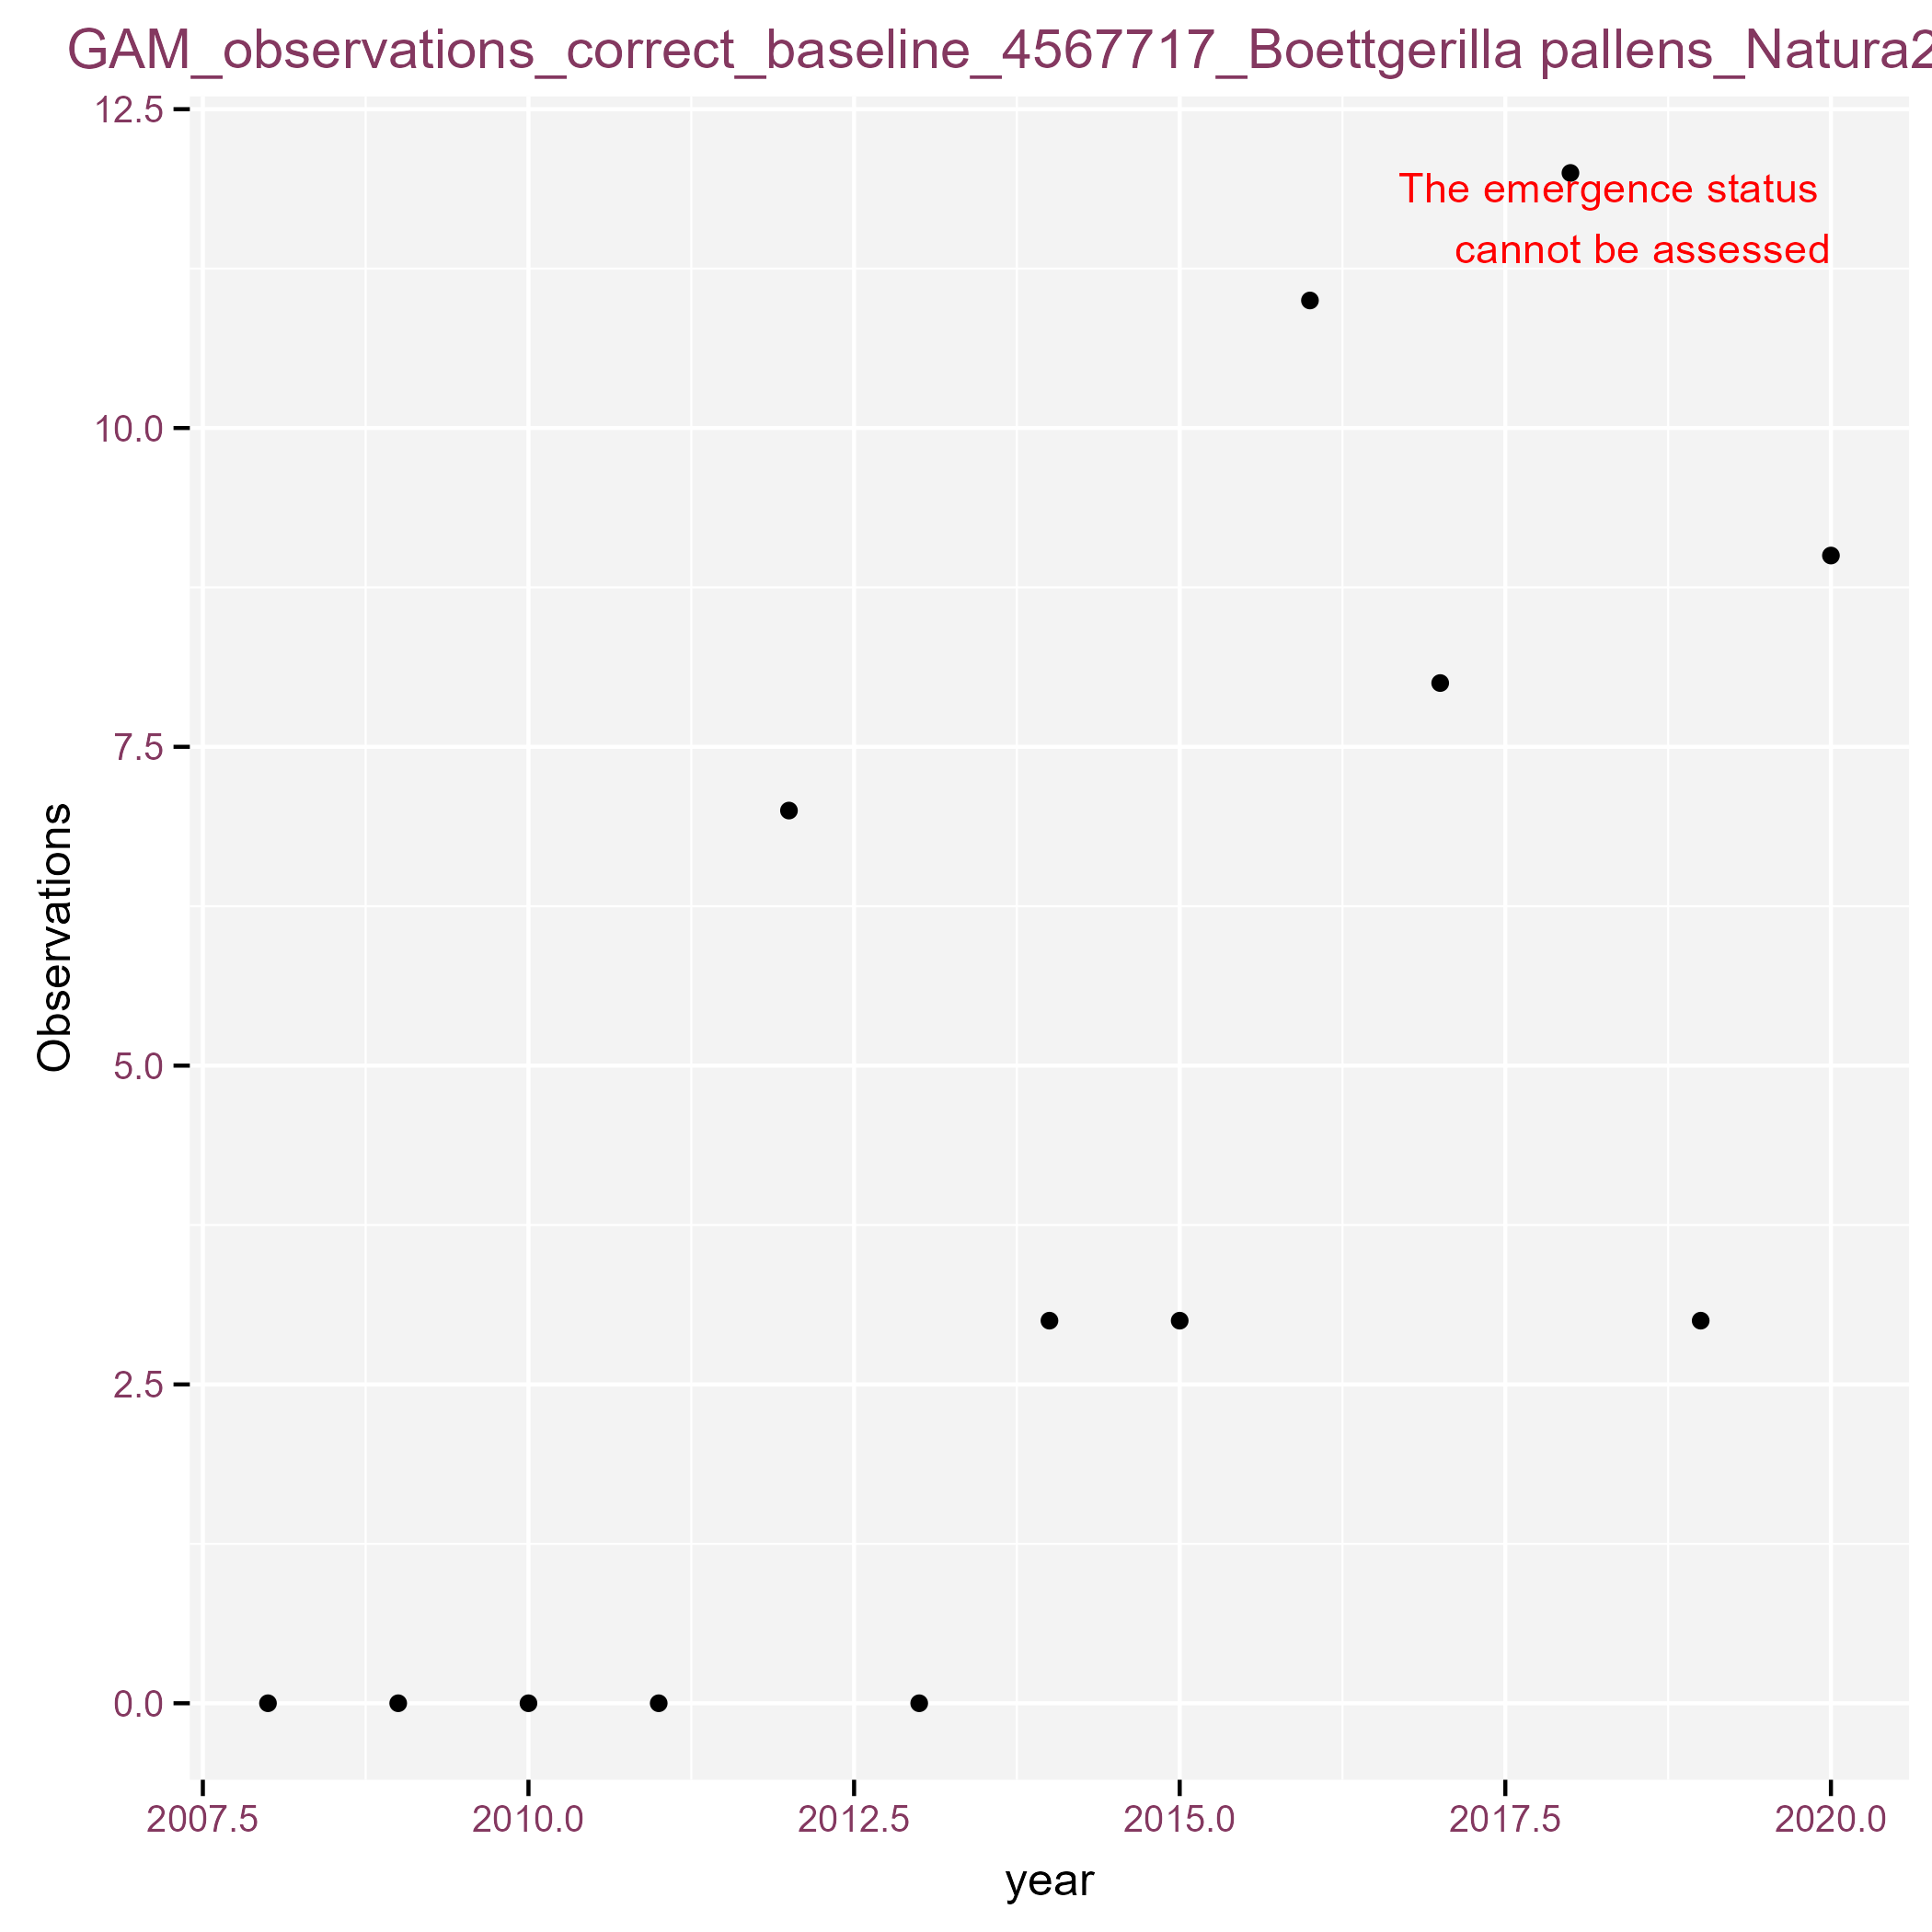 GAM_observations_correct_baseline_4567717_Boettgerilla pallens_Natura2
12.5
The emergence status
cannot be assessed
10.0
7.5
Observations
5.0
2.5
0.0
2007.5 2010.0 2012.5 2015.0 2017.5 2020.0
year